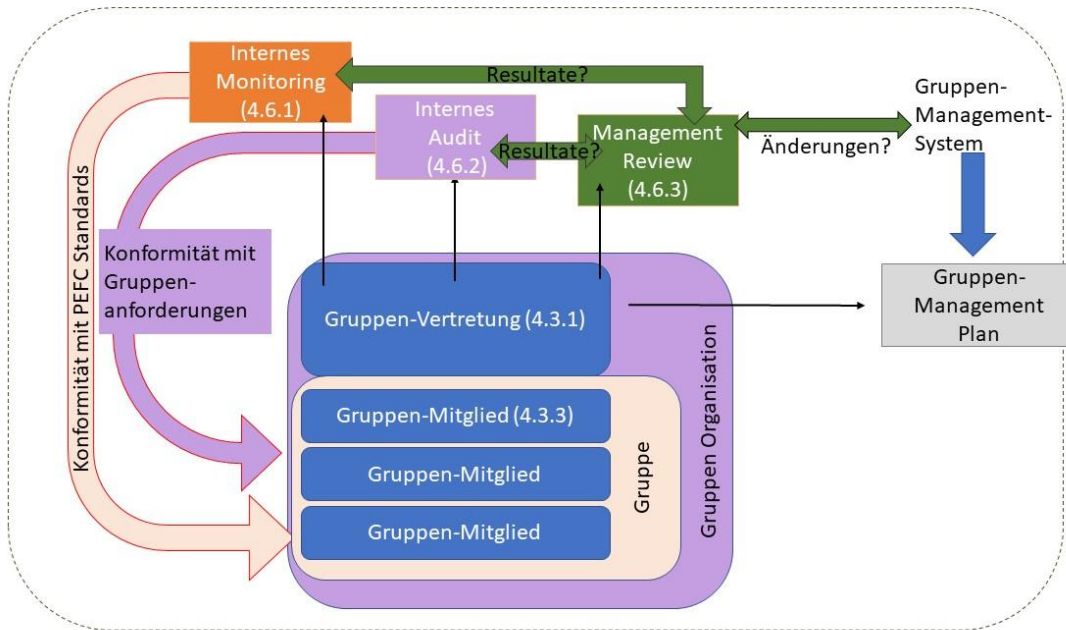 Internes
Monitoring
(4.6.1)
Resultate?
Internes
Audit
(4.6.2)
Resultate?
Management
Review
(4.6.3)
Änderungen?
Gruppen-
Management-
System
Konformität mit PEFC Standards
Konformität mit
Gruppen-
anforderungen
Gruppen-Vertretung (4.3.1)
Gruppen-
Management
Plan
Gruppen-Mitglied (4.3.3)
Gruppen-Mitglied
Gruppen-Mitglied
Gruppe
Gruppen Organisation